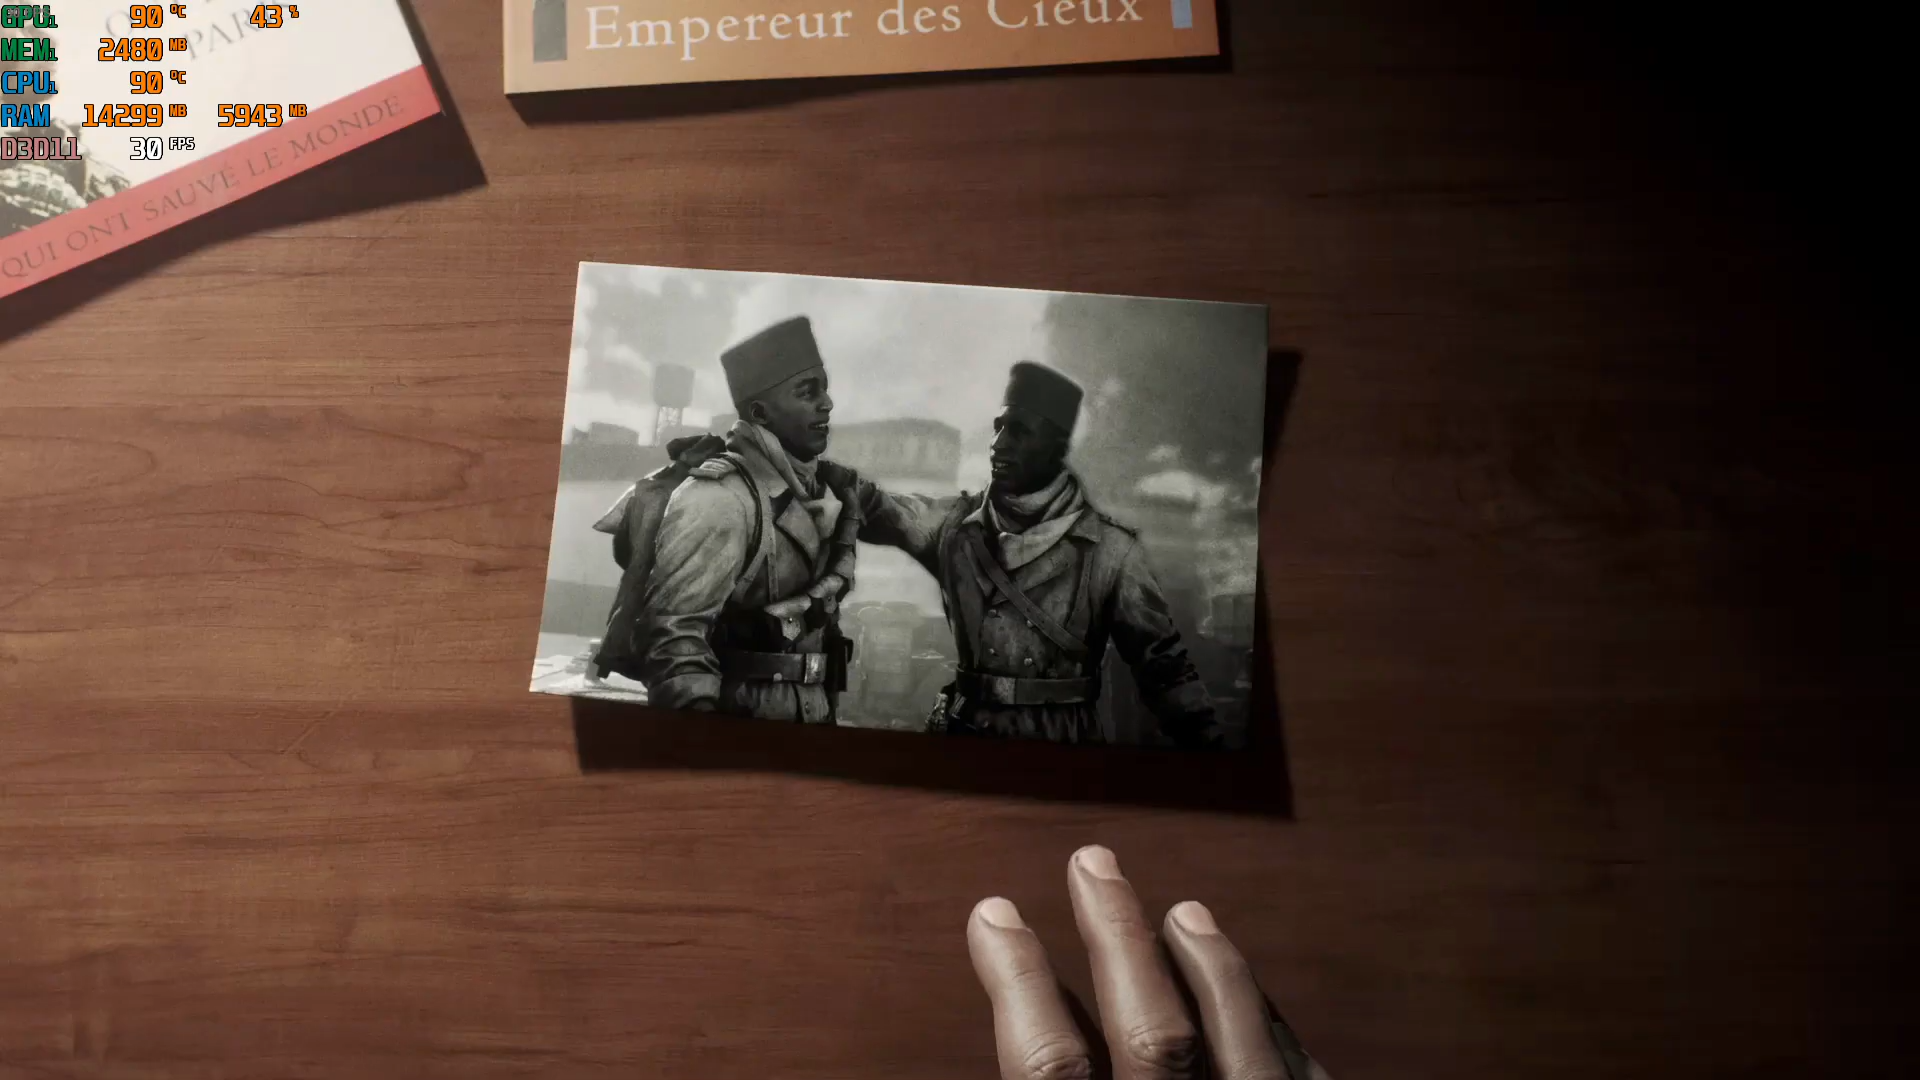 GPU1 90 °C 43 %
MEM1 2480 MB
CPU1 90 °C
RAM 14299 MB 5943 MB
D3D11 30 FPS
PARI
QUI ONT SAUVÉ LE MONDE
Empereur des Cieux